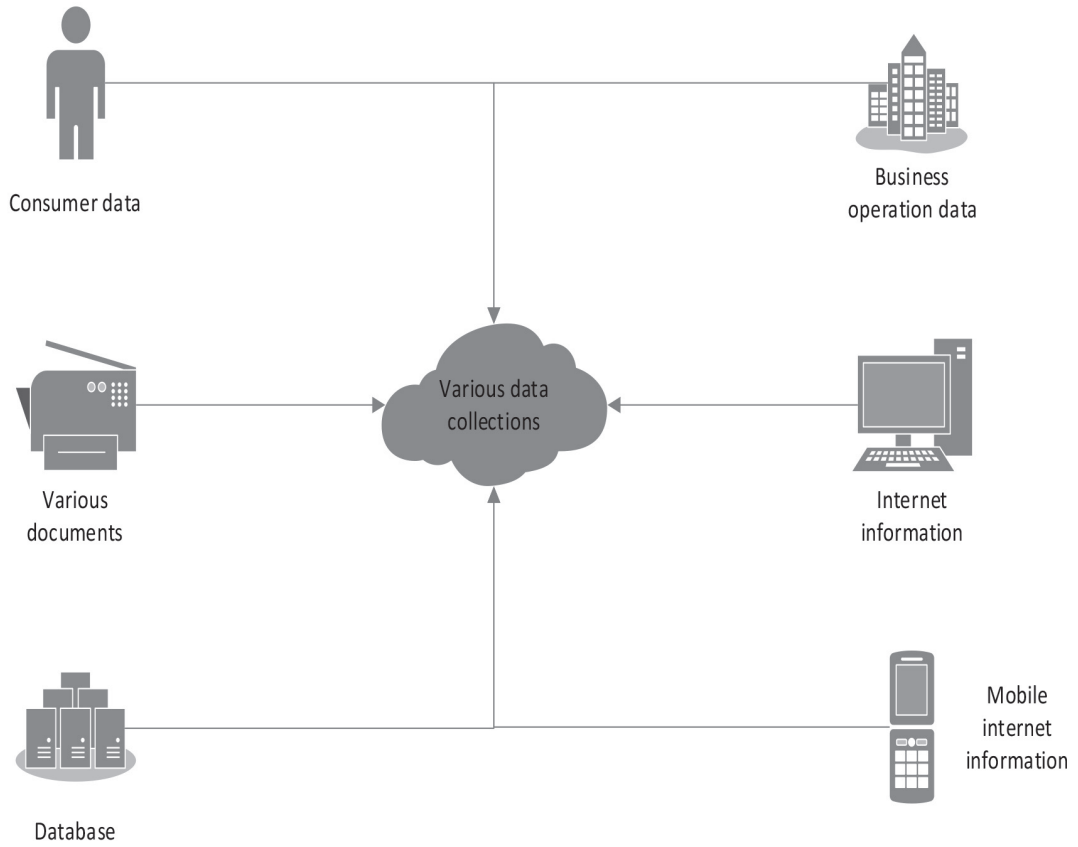 Consumer data
Business
operation data
Various data
collections
Various
documents
Internet
information
Mobile
internet
information
Database